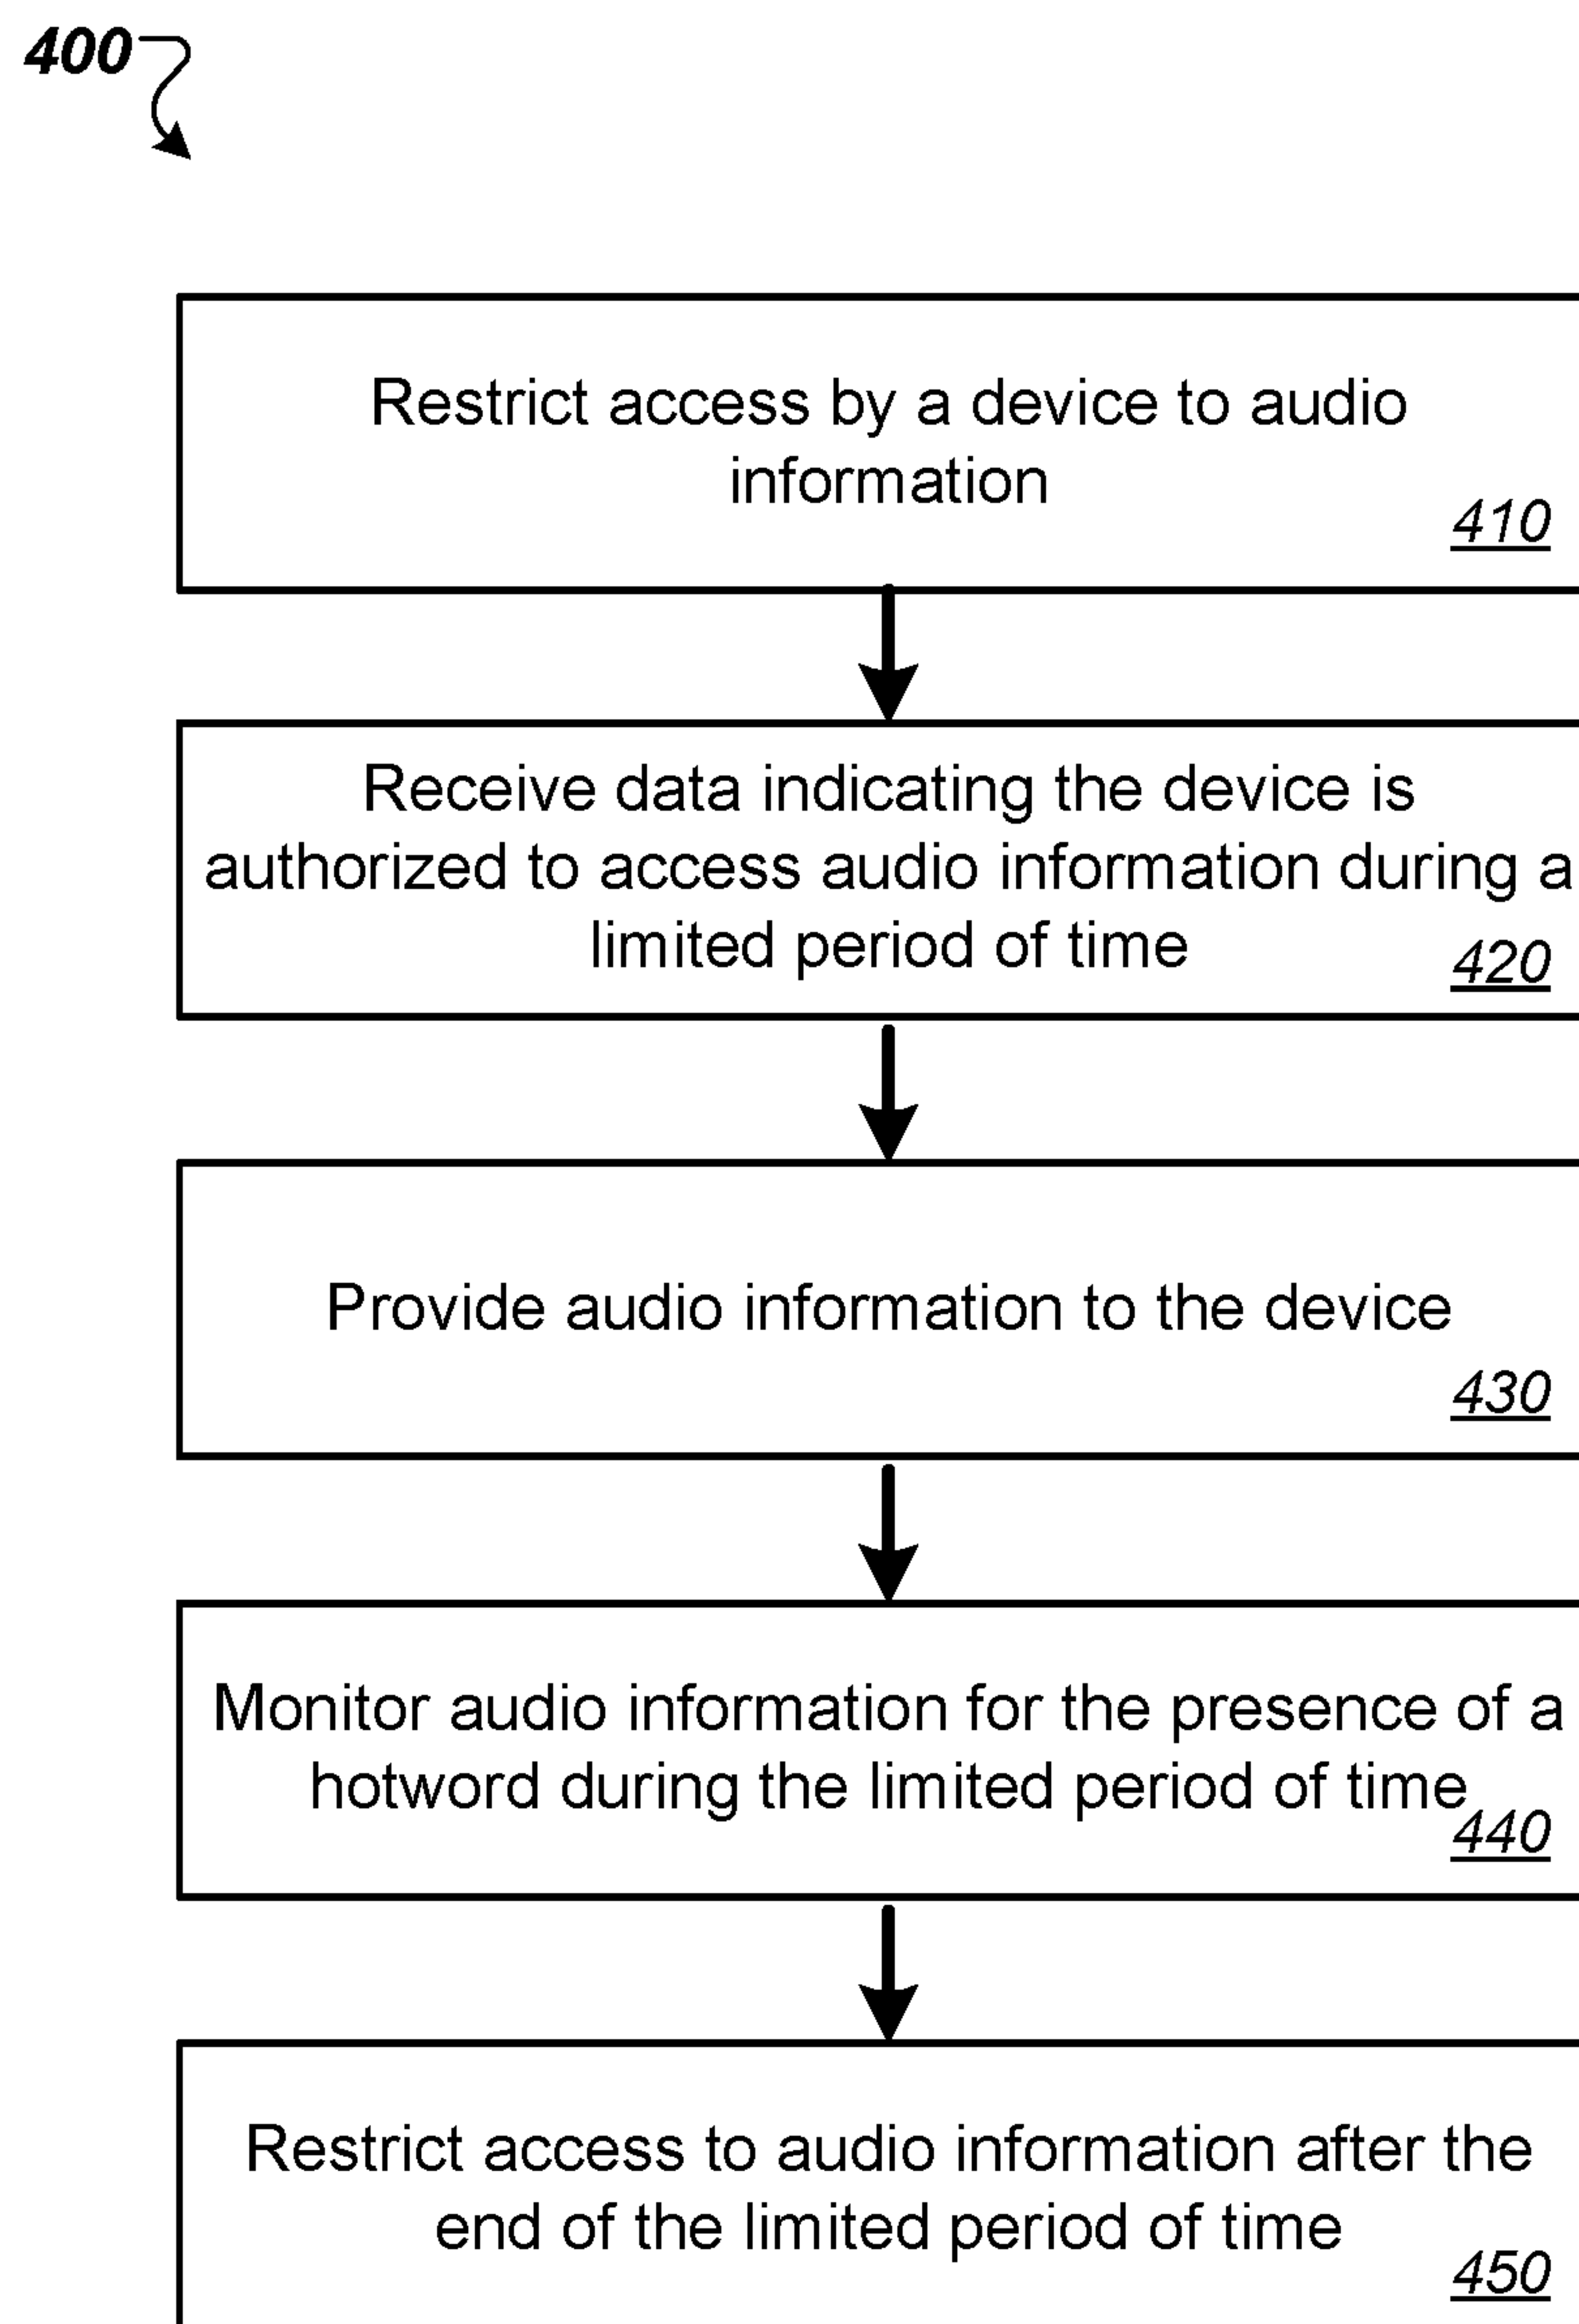 400
Restrict access by a device to audio
information
410
Receive data indicating the device is
authorized to access audio information during a
limited period of time
420
Provide audio information to the device
430
Monitor audio information for the presence of a
hotword during the limited period of time
440
Restrict access to audio information after the
end of the limited period of time
450